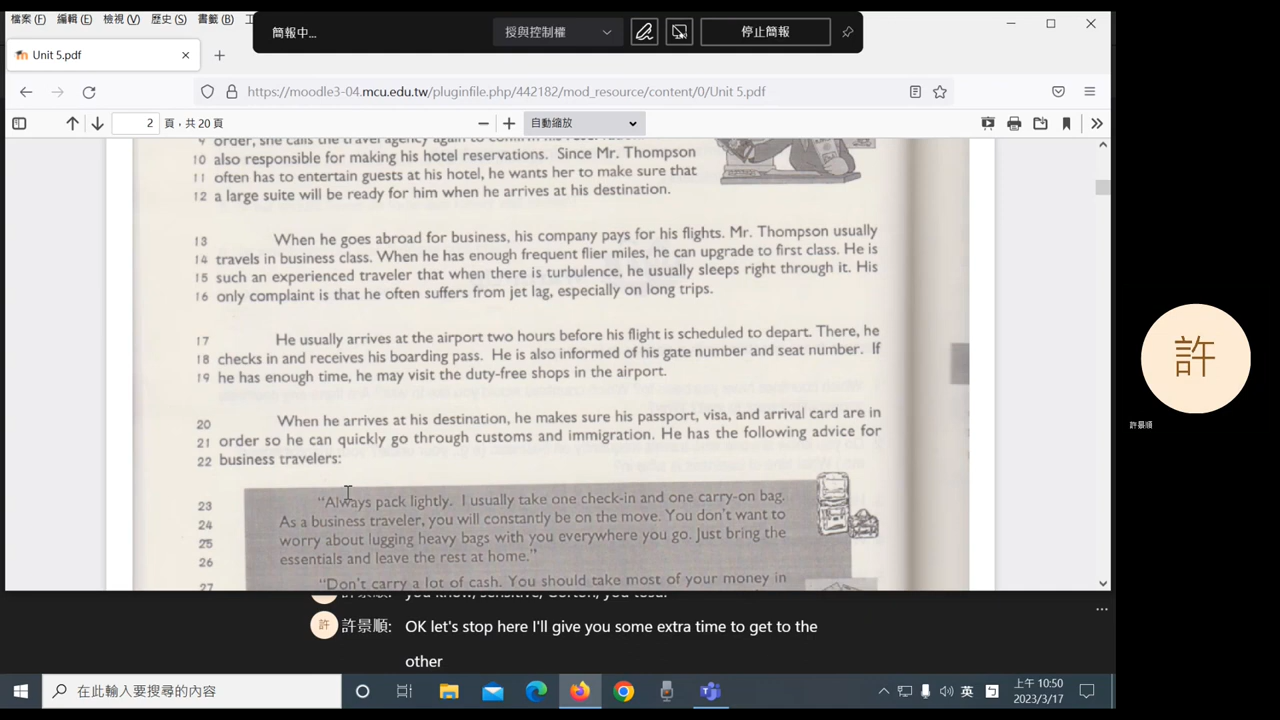 檔案 (F) 編輯 (E) 檢視 (V) 歷史 (S) 書籤 (B)
簡報中...
授與控制權
停止簡報
Unit 5.pdf
https://moodle3-04.mcu.edu.tw/pluginfile.php/442182/mod_resource/content/0/Unit 5.pdf
2 頁，共 20 頁
自動縮放
9 order, she calls the travel agency again to confirm his
10 also responsible for making his hotel reservations. Since Mr. Thompson
11 often has to entertain guests at his hotel, he wants her to make sure that
12 a large suite will be ready for him when he arrives at his destination.
13 When he goes abroad for business, his company pays for his flights. Mr. Thompson usually
14 travels in business class. When he has enough frequent flier miles, he can upgrade to first class. He is
15 such an experienced traveler that when there is turbulence, he usually sleeps right through it. His
16 only complaint is that he often suffers from jet lag, especially on long trips.
17 He usually arrives at the airport two hours before his flight is scheduled to depart. There, he
18 checks in and receives his boarding pass. He is also informed of his gate number and seat number. If
19 he has enough time, he may visit the duty-free shops in the airport.
20 When he arrives at his destination, he makes sure his passport, visa, and arrival card are in
21 order so he can quickly go through customs and immigration. He has the following advice for
22 business travelers:
23 "Always pack lightly. I usually take one check-in and one carry-on bag.
24 As a business traveler, you will constantly be on the move. You don't want to
25 worry about lugging heavy bags with you everywhere you go. Just bring the
26 essentials and leave the rest at home."
27 "Don't carry a lot of cash. You should take most of your money in
許
許景順
許景順:
許 許景順: OK let's stop here I'll give you some extra time to get to the
other
在此輸入要搜尋的內容
英
上午 10:50
2023/3/17